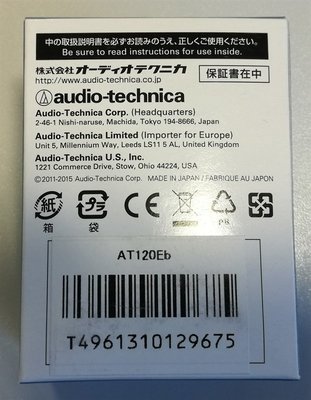 中の取扱説明書を必ずお読みのうえ、正しくご使用ください。
Be sure to read instructions for use inside.
株式会社オーディオテクニカ
http://www.audio-technica.co.jp
保証書在中
audio-technica
Audio-Technica Corp. (Headquarters)
2-46-1 Nishi-naruse, Machida, Tokyo 194-8666, Japan
Audio-Technica Limited (Importer for Europe)
Unit 5, Millennium Way, Leeds LS11 5 AL, United Kingdom
Audio-Technica U.S., Inc.
1221 Commerce Drive, Stow, Ohio 44224, USA
©2011-2015 Audio-Technica Corp. MADE IN JAPAN / FABRIQUÉ AU JAPON
紙 プラ CE
箱 袋
AT120Eb
T4961310129675